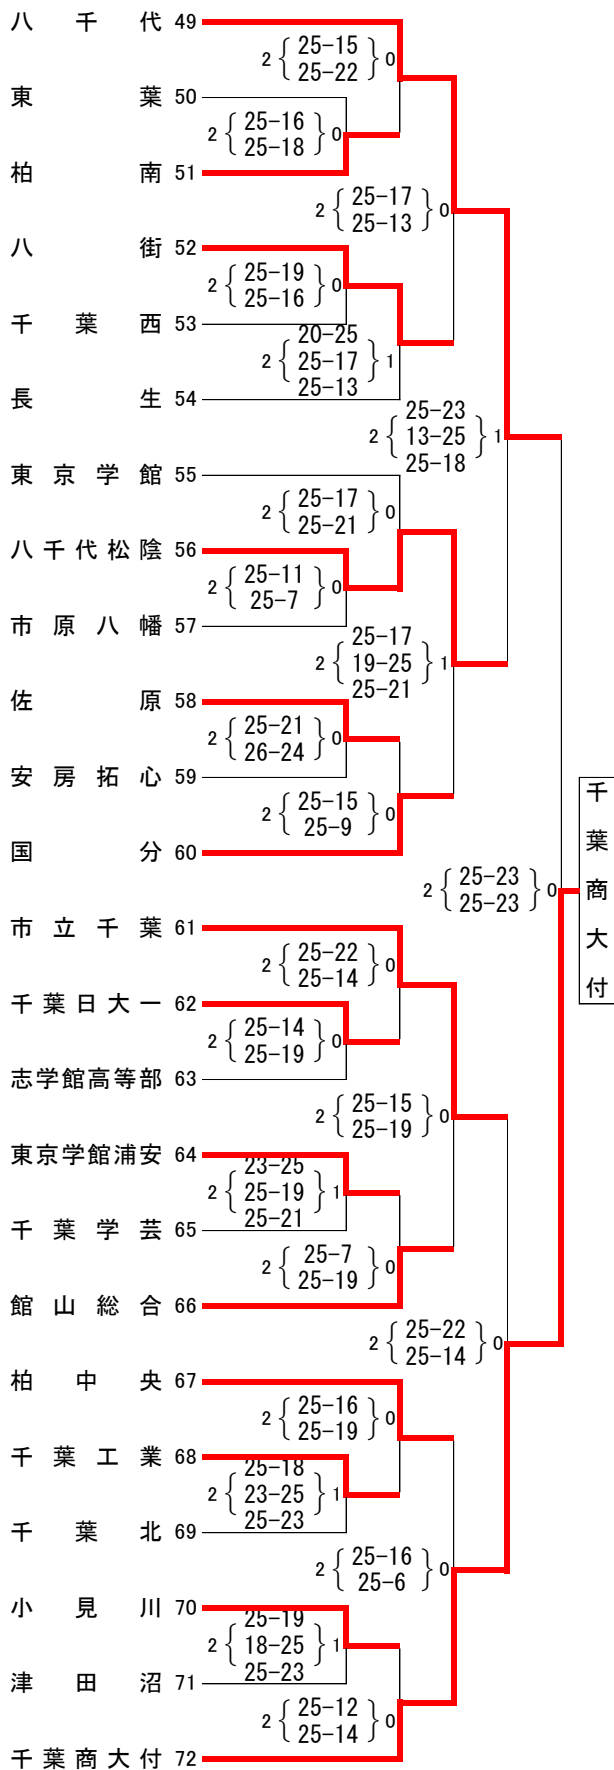 八千代 49
2 25-15 0
25-22
東葉 50
2 25-16 0
25-18
柏南 51
2 25-17 0
25-13
八街 52
2 25-19 0
25-16
千葉西 53
20-25
2 25-17 1
25-13
長生 54
25-23
2 13-25 1
25-18
東京学館 55
2 25-17 0
25-21
八千代松陰 56
2 25-11 0
25-7
市原八幡 57
25-17
2 19-25 1
25-21
佐原 58
2 25-21 0
26-24
安房拓心 59
2 25-15 0
25-9
国分 60
2 25-23 0
25-23
千葉商大付
市立千葉 61
2 25-22 0
25-14
千葉日大一 62
2 25-14 0
25-19
志学館高等部 63
2 25-15 0
25-19
東京学館浦安 64
23-25
2 25-19 1
25-21
千葉学芸 65
2 25-7 0
25-19
館山総合 66
2 25-22 0
25-14
柏中央 67
2 25-16 0
25-19
千葉工業 68
25-18
2 23-25 1
25-23
千葉北 69
2 25-16 0
25-6
小見川 70
25-19
2 18-25 1
25-23
津田沼 71
2 25-12 0
25-14
千葉商大付 72